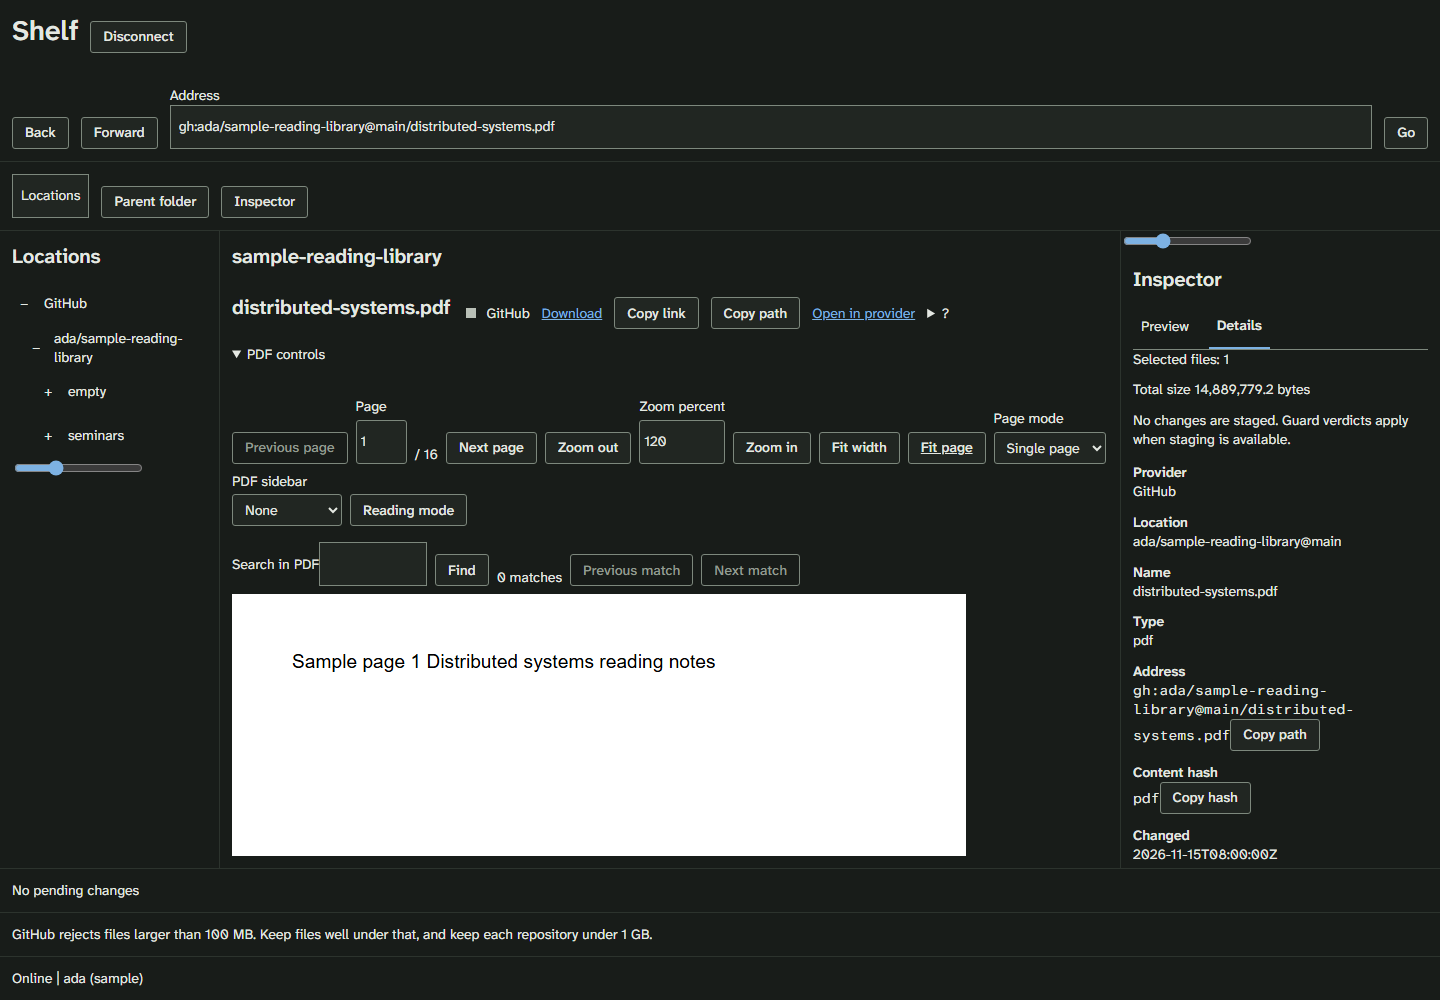 Shelf
Disconnect
Address
Back
Forward
gh:ada/sample-reading-library@main/distributed-systems.pdf
Go
Locations
Parent folder
Inspector
Locations
– GitHub
– ada/sample-reading-
library
+ empty
+ seminars
sample-reading-library
distributed-systems.pdf
GitHub
Download
Copy link
Copy path
Open in provider
▶ ?
▼ PDF controls
Previous page
Page
1
/ 16
Next page
Zoom out
Zoom percent
120
Zoom in
Fit width
Fit page
Page mode
Single page
PDF sidebar
None
Reading mode
Search in PDF
Find
0 matches
Previous match
Next match
Sample page 1 Distributed systems reading notes
Inspector
Preview
Details
Selected files: 1
Total size 14,889,779.2 bytes
No changes are staged. Guard verdicts apply
when staging is available.
Provider
GitHub
Location
ada/sample-reading-library@main
Name
distributed-systems.pdf
Type
pdf
Address
gh:ada/sample-reading-
library@main/distributed-
systems.pdf
Copy path
Content hash
pdf
Copy hash
Changed
2026-11-15T08:00:00Z
No pending changes
GitHub rejects files larger than 100 MB. Keep files well under that, and keep each repository under 1 GB.
Online | ada (sample)